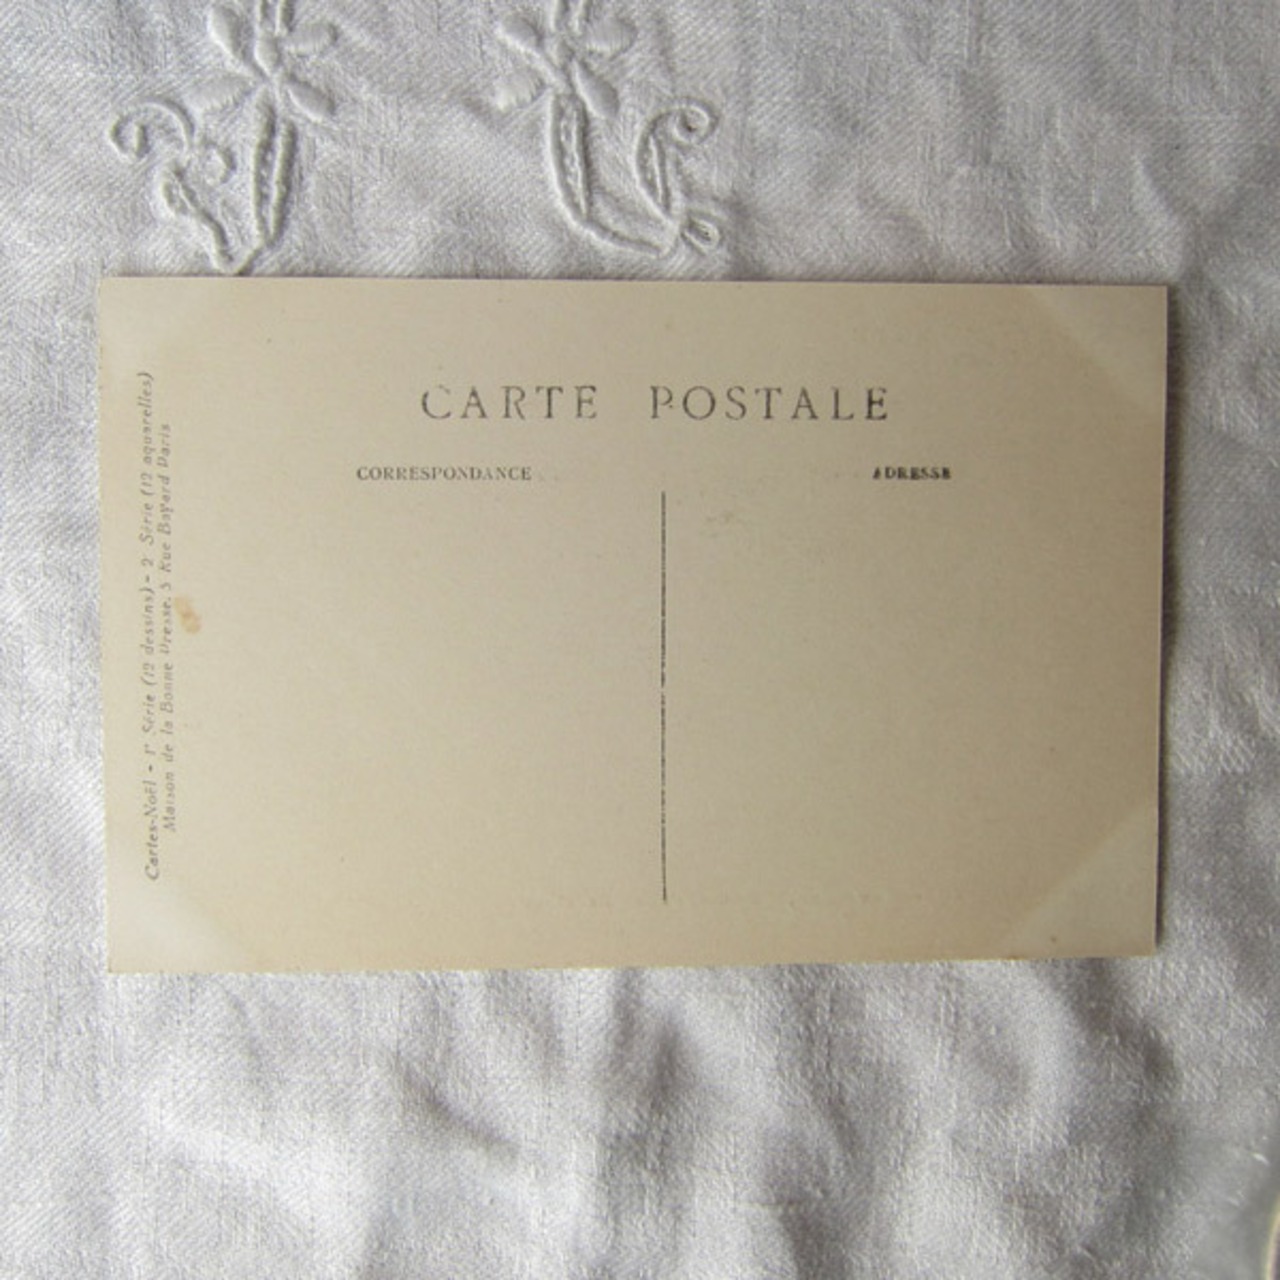 CARTE POSTALE
CORRESPONDANCE
ADRESSE
Cartes-Noël - 1e Série (12 dessins) - 2e Série (12 aquarelles)
Maison de la Bonne Presse, 5 Rue Bayard Paris